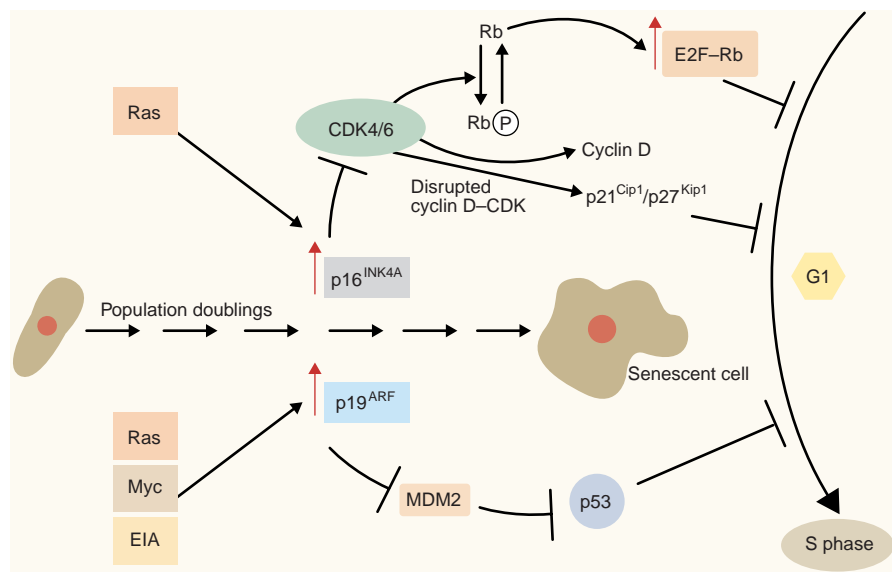 Rb
E2F–Rb
Ras
CDK4/6
Rb P
Cyclin D
Disrupted
cyclin D–CDK
p21Cip1/p27Kip1
p16INK4A
G1
Population doublings
Senescent cell
p19ARF
Ras
Myc
EIA
MDM2
p53
S phase